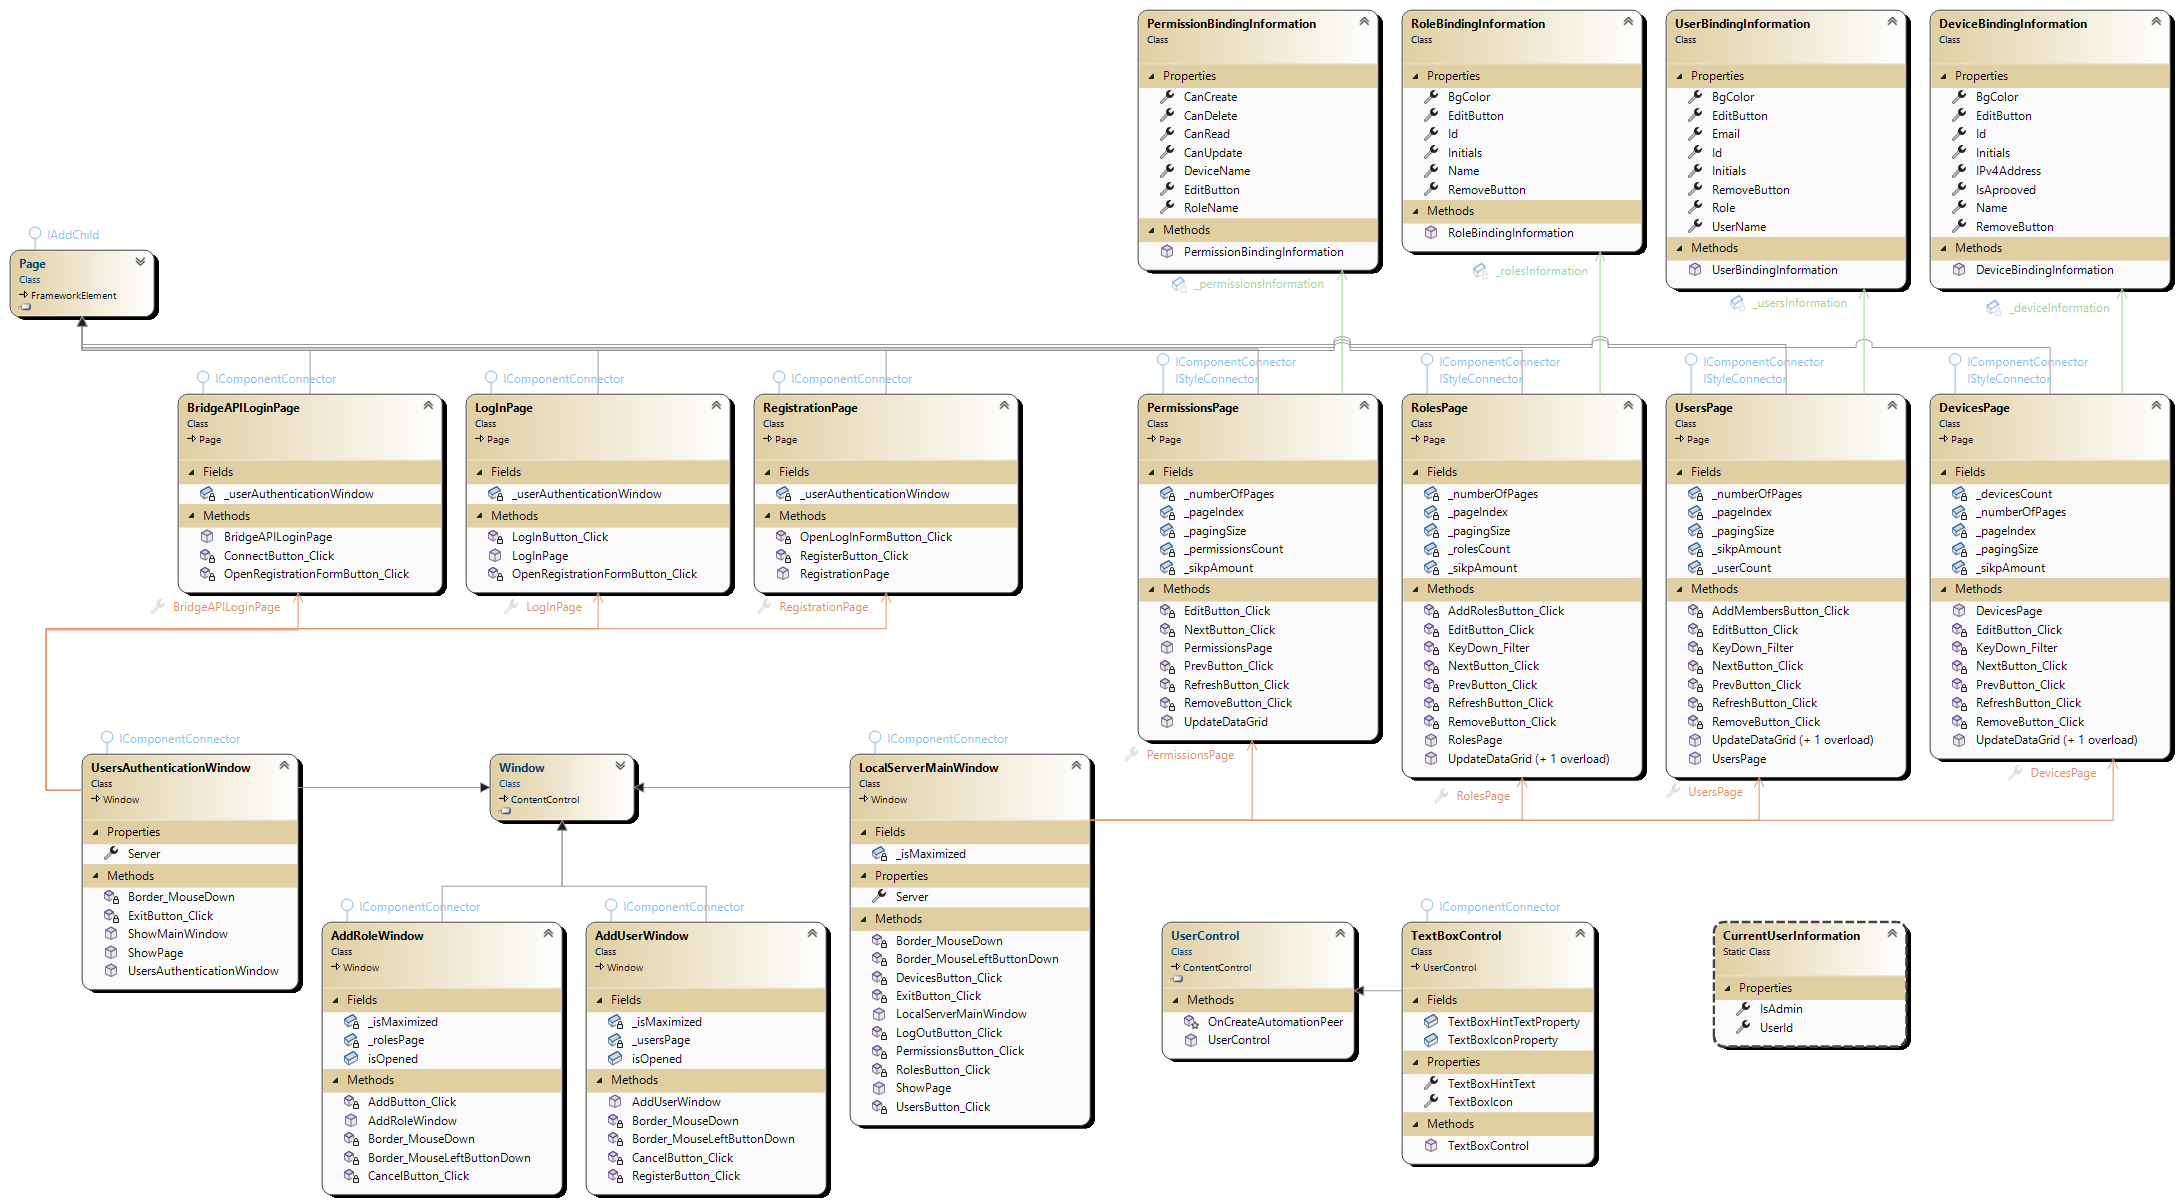 PermissionBindingInformation
Class
Properties
CanCreate
CanDelete
CanRead
CanUpdate
DeviceName
EditButton
RoleName
Methods
PermissionBindingInformation
_permissionsInformation
RoleBindingInformation
Class
Properties
BgColor
EditButton
Id
Initials
Name
RemoveButton
Methods
RoleBindingInformation
_rolesInformation
UserBindingInformation
Class
Properties
BgColor
EditButton
Email
Id
Initials
RemoveButton
Role
UserName
Methods
UserBindingInformation
_usersInformation
DeviceBindingInformation
Class
Properties
BgColor
EditButton
Id
Initials
IPv4Address
IsAprooved
Name
RemoveButton
Methods
DeviceBindingInformation
_deviceInformation
IAddChild
Page
Class
FrameworkElement
IComponentConnector
BridgeAPILoginPage
Class
Page
Fields
_userAuthenticationWindow
Methods
BridgeAPILoginPage
ConnectButton_Click
OpenRegistrationFormButton_Click
BridgeAPILoginPage
IComponentConnector
LogInPage
Class
Page
Fields
_userAuthenticationWindow
Methods
LogInButton_Click
LogInPage
OpenRegistrationFormButton_Click
LogInPage
IComponentConnector
RegistrationPage
Class
Page
Fields
_userAuthenticationWindow
Methods
OpenLogInFormButton_Click
RegisterButton_Click
RegistrationPage
RegistrationPage
IComponentConnector
IStyleConnector
PermissionsPage
Class
Page
Fields
_numberOfPages
_pageIndex
_pagingSize
_permissionsCount
_sikpAmount
Methods
EditButton_Click
NextButton_Click
PermissionsPage
PrevButton_Click
RefreshButton_Click
RemoveButton_Click
UpdateDataGrid
PermissionsPage
IComponentConnector
IStyleConnector
RolesPage
Class
Page
Fields
_numberOfPages
_pageIndex
_pagingSize
_rolesCount
_sikpAmount
Methods
AddRolesButton_Click
EditButton_Click
KeyDown_Filter
NextButton_Click
PrevButton_Click
RefreshButton_Click
RemoveButton_Click
RolesPage
UpdateDataGrid (+ 1 overload)
RolesPage
IComponentConnector
IStyleConnector
UsersPage
Class
Page
Fields
_numberOfPages
_pageIndex
_pagingSize
_sikpAmount
_userCount
Methods
AddMembersButton_Click
EditButton_Click
KeyDown_Filter
NextButton_Click
PrevButton_Click
RefreshButton_Click
RemoveButton_Click
UpdateDataGrid (+ 1 overload)
UsersPage
UsersPage
IComponentConnector
IStyleConnector
DevicesPage
Class
Page
Fields
_devicesCount
_numberOfPages
_pageIndex
_pagingSize
_sikpAmount
Methods
DevicesPage
EditButton_Click
KeyDown_Filter
NextButton_Click
PrevButton_Click
RefreshButton_Click
RemoveButton_Click
UpdateDataGrid (+ 1 overload)
DevicesPage
IComponentConnector
UsersAuthenticationWindow
Class
Window
Properties
Server
Methods
Border_MouseDown
ExitButton_Click
ShowMainWindow
ShowPage
UsersAuthenticationWindow
Window
Class
ContentControl
IComponentConnector
LocalServerMainWindow
Class
Window
Fields
_isMaximized
Properties
Server
Methods
Border_MouseDown
Border_MouseLeftButtonDown
DevicesButton_Click
ExitButton_Click
LocalServerMainWindow
LogOutButton_Click
PermissionsButton_Click
RolesButton_Click
ShowPage
UsersButton_Click
IComponentConnector
AddRoleWindow
Class
Window
Fields
_isMaximized
_rolesPage
isOpened
Methods
AddButton_Click
AddRoleWindow
Border_MouseDown
Border_MouseLeftButtonDown
CancelButton_Click
IComponentConnector
AddUserWindow
Class
Window
Fields
_isMaximized
_usersPage
isOpened
Methods
AddUserWindow
Border_MouseDown
Border_MouseLeftButtonDown
CancelButton_Click
RegisterButton_Click
UserControl
Class
ContentControl
Methods
OnCreateAutomationPeer
UserControl
IComponentConnector
TextBoxControl
Class
UserControl
Fields
TextBoxHintTextProperty
TextBoxIconProperty
Properties
TextBoxHintText
TextBoxIcon
Methods
TextBoxControl
CurrentUserInformation
Static Class
Properties
IsAdmin
UserId